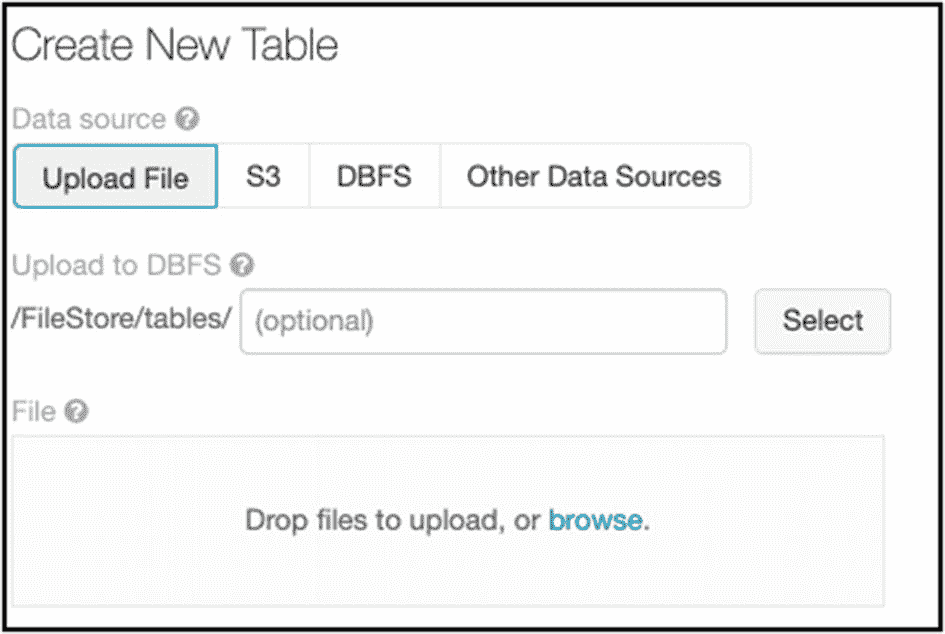 Create New Table
Data source ?
Upload File S3 DBFS Other Data Sources
Upload to DBFS ?
/FileStore/tables/ (optional) Select
File ?
Drop files to upload, or browse.